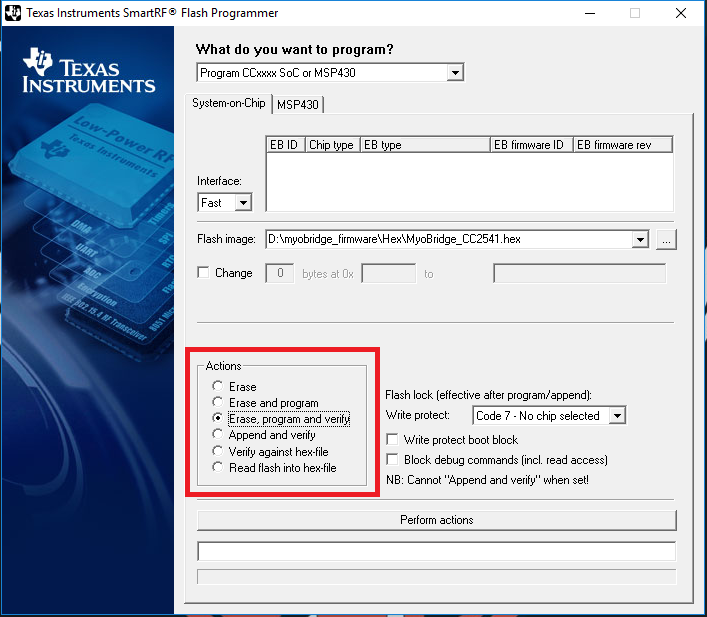 Texas Instruments SmartRF® Flash Programmer
TEXAS
INSTRUMENTS
Low-Power RF
Texas Instruments
DMA
Timers
UART
ADC
Encryption
IEEE 802.15.4 RF Transceiver
8051
What do you want to program?
Program CCxxxx SoC or MSP430
System-on-Chip MSP430
EB ID Chip type EB type EB firmware ID EB firmware rev
Interface:
Fast
Flash image: D:\myobridge_firmware\Hex\MyoBridge_CC2541.hex ...
Change 0 bytes at 0x to
Actions
Erase
Erase and program
Erase, program and verify
Append and verify
Verify against hex-file
Read flash into hex-file
Flash lock (effective after program/append):
Write protect: Code 7 - No chip selected
Write protect boot block
Block debug commands (incl. read access)
NB: Cannot "Append and verify" when set!
Perform actions